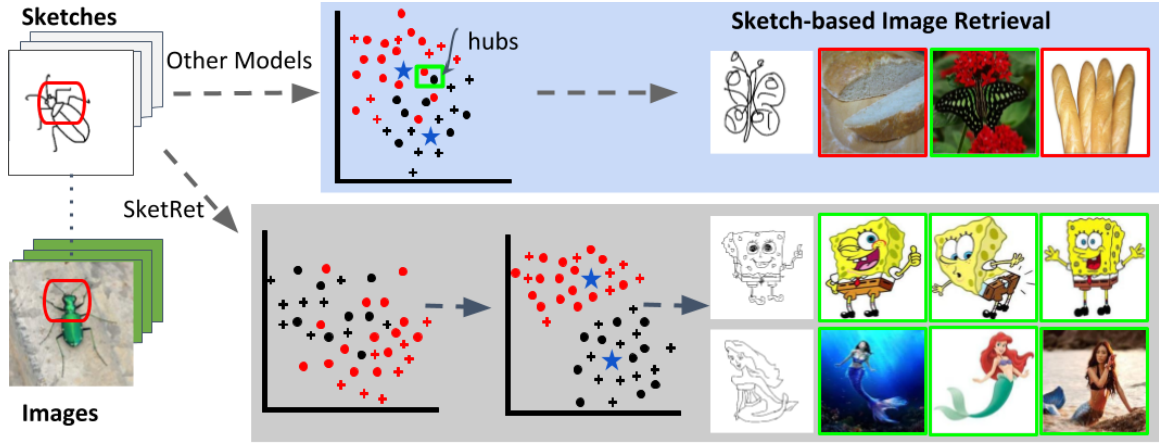 Sketches
Other Models
hubs
Sketch-based Image Retrieval
SketRet
Images